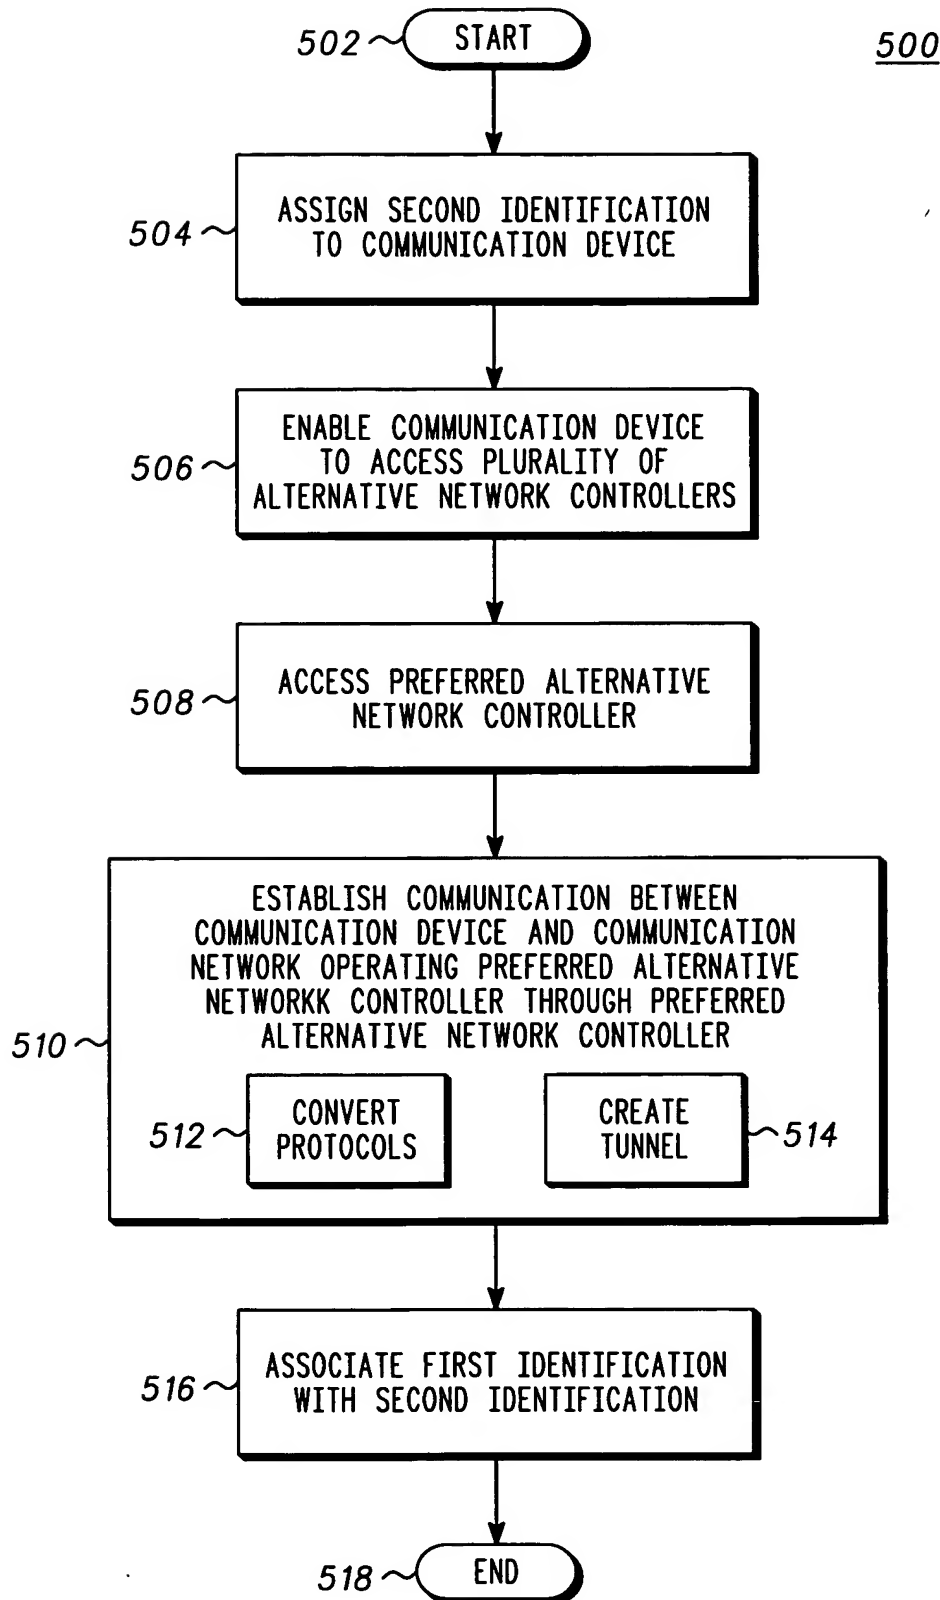 502
START
500
504
ASSIGN SECOND IDENTIFICATION
TO COMMUNICATION DEVICE
506
ENABLE COMMUNICATION DEVICE
TO ACCESS PLURALITY OF
ALTERNATIVE NETWORK CONTROLLERS
508
ACCESS PREFERRED ALTERNATIVE
NETWORK CONTROLLER
510
ESTABLISH COMMUNICATION BETWEEN
COMMUNICATION DEVICE AND COMMUNICATION
NETWORK OPERATING PREFERRED ALTERNATIVE
NETWORKK CONTROLLER THROUGH PREFERRED
ALTERNATIVE NETWORK CONTROLLER
512
CONVERT
PROTOCOLS
CREATE
TUNNEL
514
516
ASSOCIATE FIRST IDENTIFICATION
WITH SECOND IDENTIFICATION
518
END